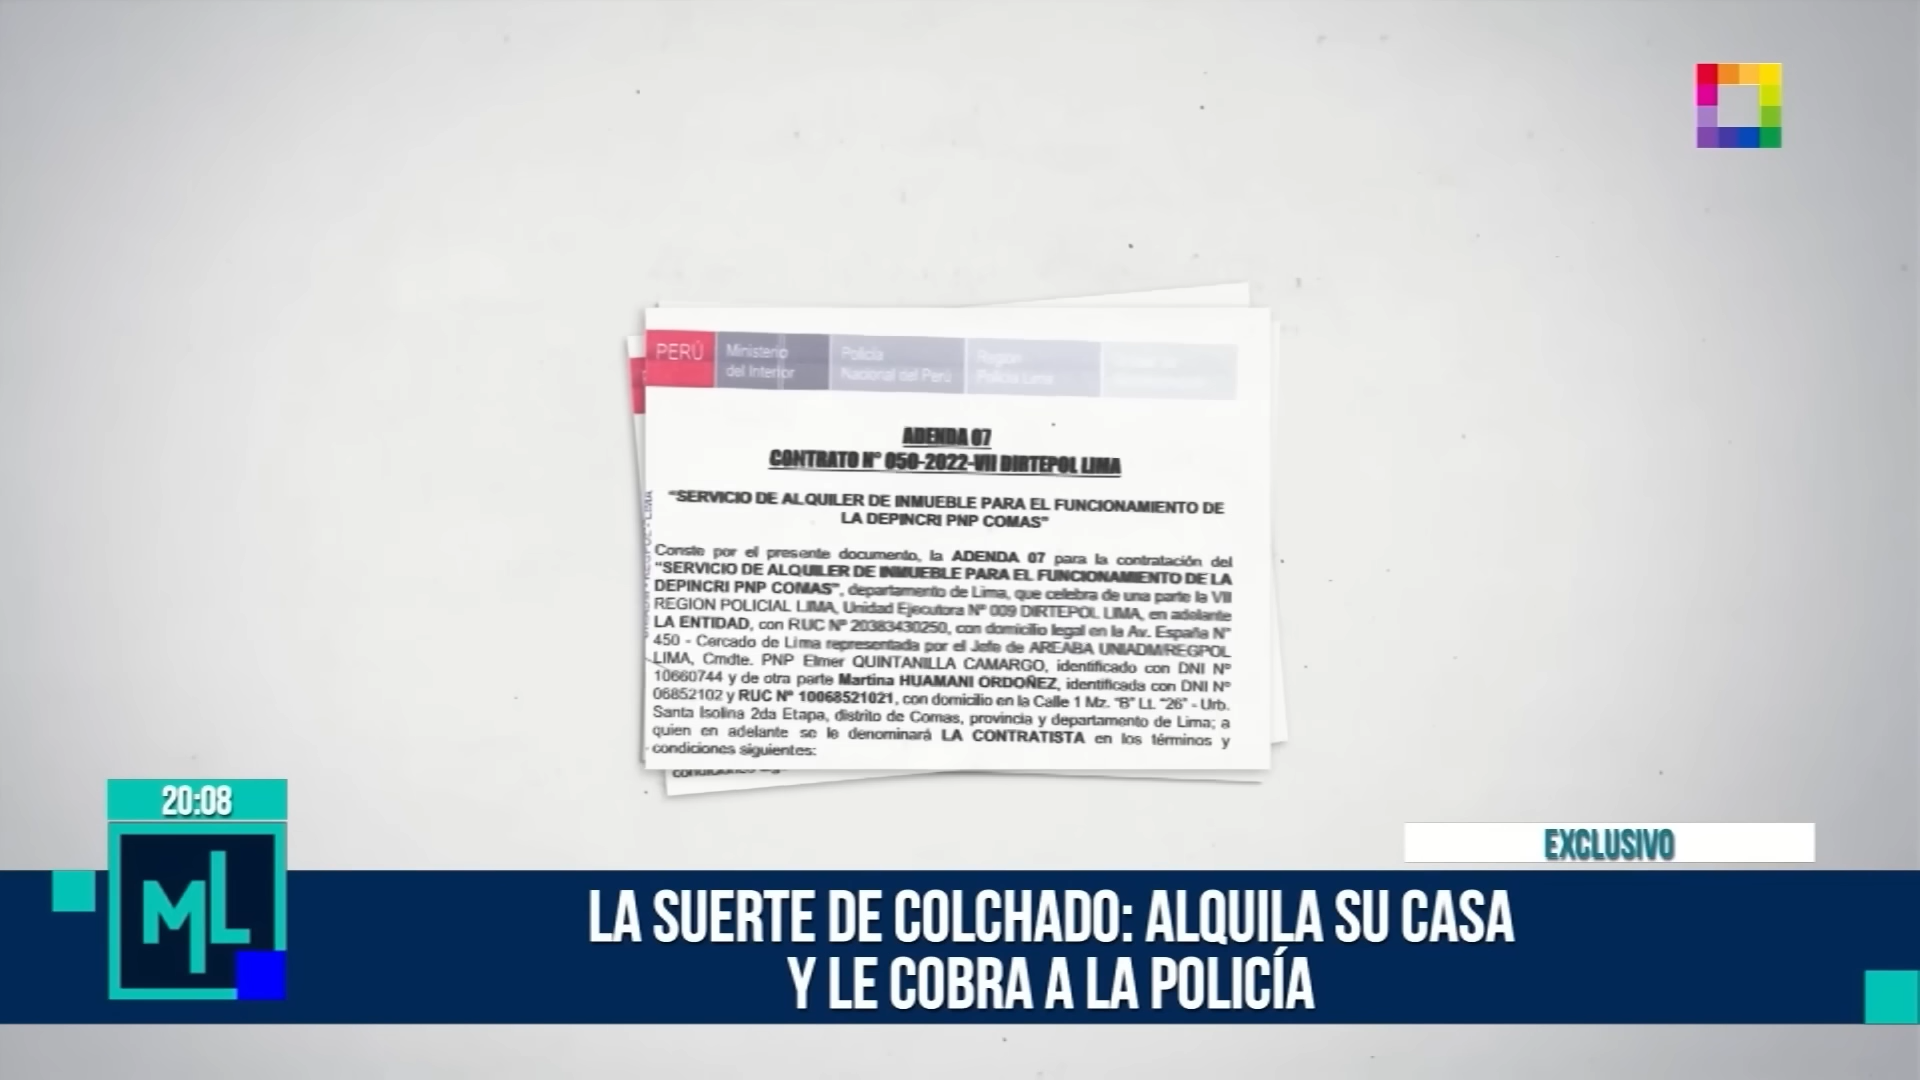 PERÚ
Ministerio
del Interior
Policía
Nacional del Perú
Región
Policía Lima
ADENDA 07
CONTRATO N° 050-2022-VII DIRTEPOL LIMA
"SERVICIO DE ALQUILER DE INMUEBLE PARA EL FUNCIONAMIENTO DE
LA DEPINCRI PNP COMAS"
Conste por el presente documento, la ADENDA 07 para la contratación del
"SERVICIO DE ALQUILER DE INMUEBLE PARA EL FUNCIONAMIENTO DE LA
DEPINCRI PNP COMAS", departamento de Lima, que celebra de una parte la VII
REGION POLICIAL LIMA, Unidad Ejecutora Nº 009 DIRTEPOL LIMA, en adelante
LA ENTIDAD, con RUC Nº 20383430250, con domicilio legal en la Av. España N°
450 - Cercado de Lima representada por el Jefe de AREABA UNIADM/REGPOL
LIMA, Cmdte. PNP Elmer QUINTANILLA CAMARGO, identificado con DNI Nº
10660744 y de otra parte Martina HUAMANI ORDOÑEZ, identificada con DNI Nº
06852102 y RUC Nº 10068521021, con domicilio en la Calle 1 Mz. "B" Lt. "26" - Urb.
Santa Isolina 2da Etapa, distrito de Comas, provincia y departamento de Lima; a
quien en adelante se le denominará LA CONTRATISTA en los términos y
condiciones siguientes:
20:08
ML
EXCLUSIVO
LA SUERTE DE COLCHADO: ALQUILA SU CASA
Y LE COBRA A LA POLICÍA